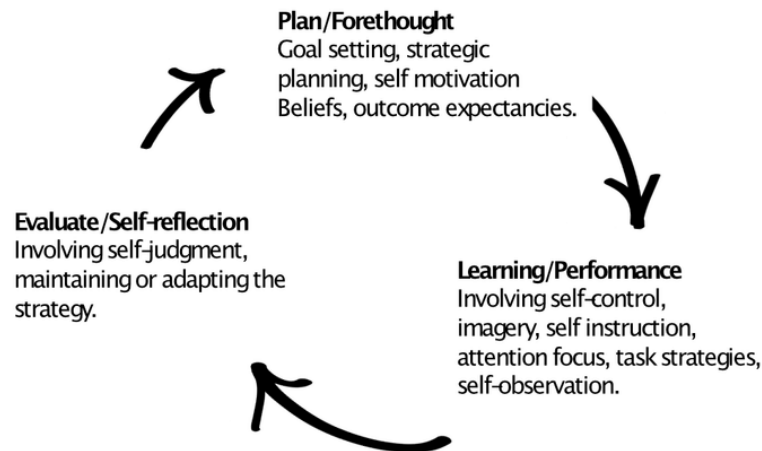 Plan/Forethought
Goal setting, strategic
planning, self motivation
Beliefs, outcome expectancies.
Evaluate/Self-reflection
Involving self-judgment,
maintaining or adapting the
strategy.
Learning/Performance
Involving self-control,
imagery, self instruction,
attention focus, task strategies,
self-observation.